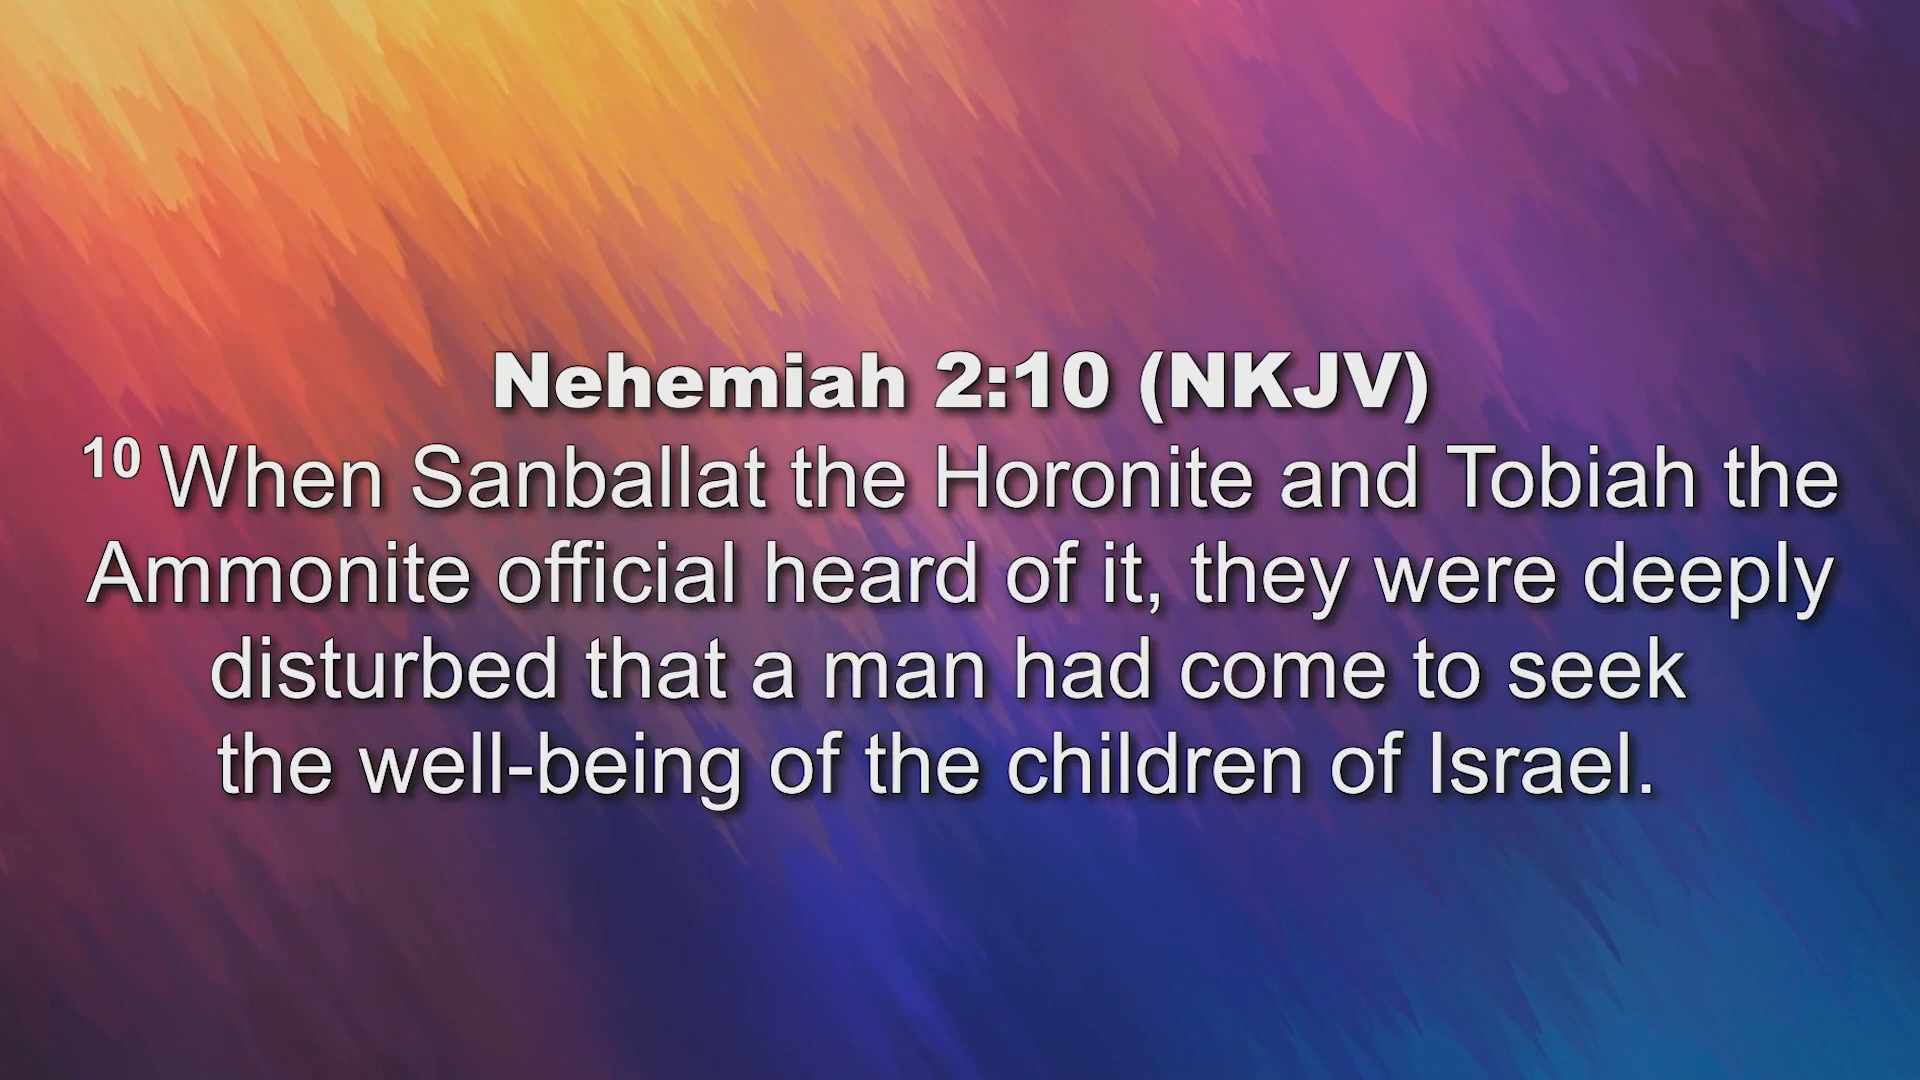 Nehemiah 2:10 (NKJV)
10 When Sanballat the Horonite and Tobiah the
Ammonite official heard of it, they were deeply
disturbed that a man had come to seek
the well-being of the children of Israel.